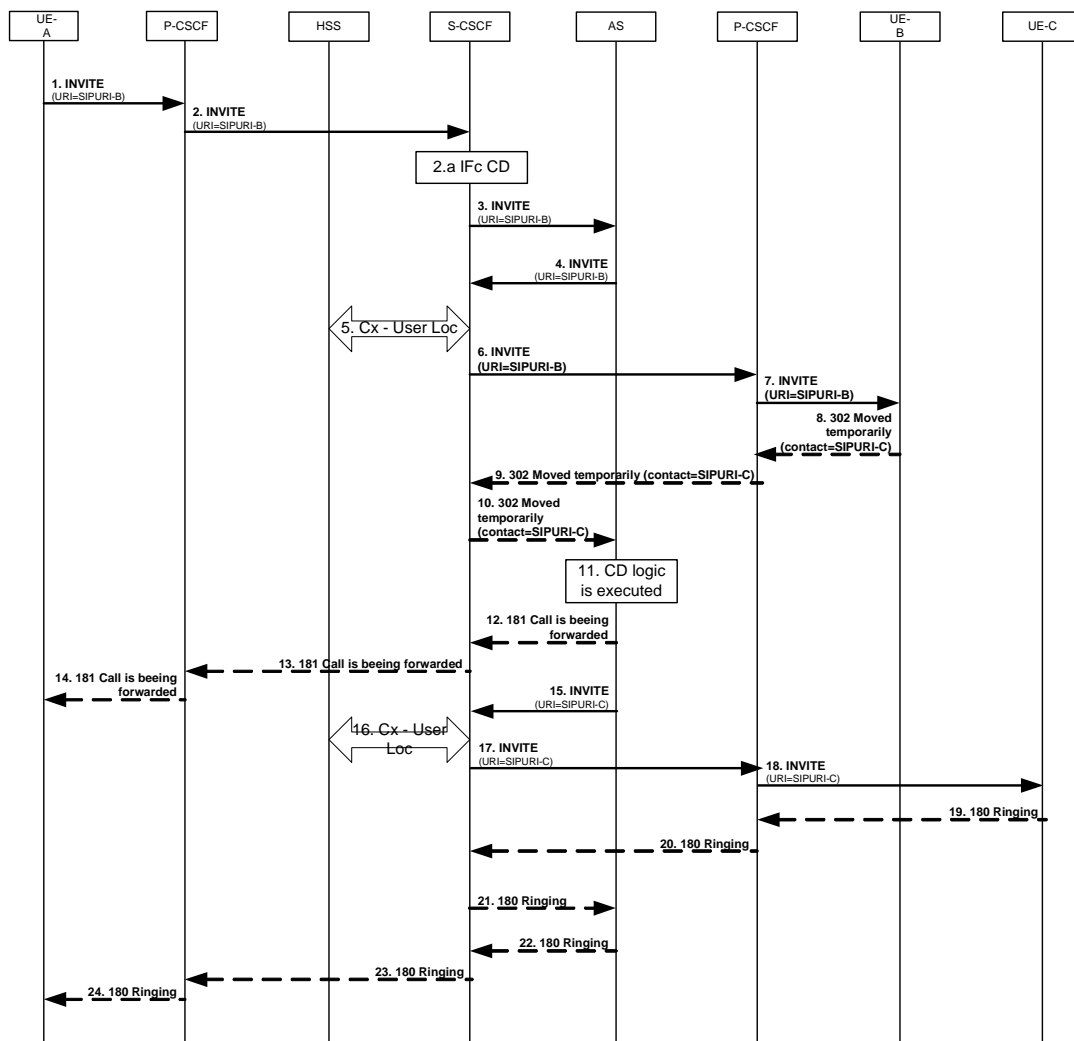 UE-
A
P-CSCF
HSS
S-CSCF
AS
P-CSCF
UE-
B
UE-C
1. INVITE
(URI=SIPURI-B)
2. INVITE
(URI=SIPURI-B)
2.a IFc CD
3. INVITE
(URI=SIPURI-B)
4. INVITE
(URI=SIPURI-B)
5. Cx - User Loc
6. INVITE
(URI=SIPURI-B)
7. INVITE
(URI=SIPURI-B)
8. 302 Moved
temporarily
(contact=SIPURI-C)
9. 302 Moved temporarily (contact=SIPURI-C)
10. 302 Moved
temporarily
(contact=SIPURI-C)
11. CD logic
is executed
12. 181 Call is beeing
forwarded
13. 181 Call is beeing forwarded
14. 181 Call is beeing
forwarded
15. INVITE
(URI=SIPURI-C)
16. Cx - User
Loc
17. INVITE
(URI=SIPURI-C)
18. INVITE
(URI=SIPURI-C)
19. 180 Ringing
20. 180 Ringing
21. 180 Ringing
22. 180 Ringing
23. 180 Ringing
24. 180 Ringing